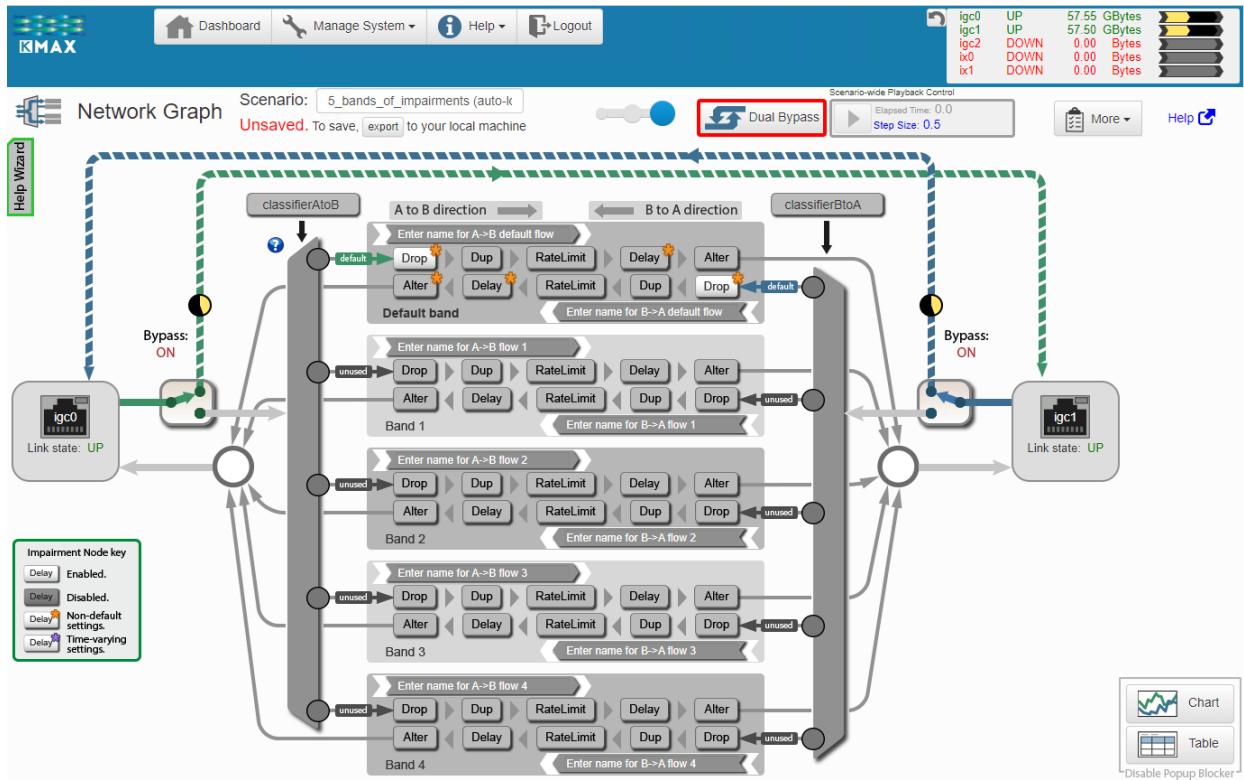 KMAX
Dashboard
Manage System
Help
Logout
igc0 UP 57.55 GBytes
igc1 UP 57.50 GBytes
igc2 DOWN 0.00 Bytes
ix0 DOWN 0.00 Bytes
ix1 DOWN 0.00 Bytes
Network Graph
Scenario: 5_bands_of_impairments (auto-k
Unsaved. To save, export to your local machine
Dual Bypass
Scenario-wide Playback Control
Elapsed Time: 0.0
Step Size: 0.5
More
Help
Help Wizard
classifierAtoB
A to B direction
B to A direction
classifierBtoA
Enter name for A->B default flow
default Drop Dup RateLimit Delay Alter
Alter Delay RateLimit Dup Drop default
Default band
Enter name for B->A default flow
Bypass:
ON
Bypass:
ON
Enter name for A->B flow 1
unused Drop Dup RateLimit Delay Alter
Alter Delay RateLimit Dup Drop unused
Band 1
Enter name for B->A flow 1
igc0
Link state: UP
igc1
Link state: UP
Enter name for A->B flow 2
unused Drop Dup RateLimit Delay Alter
Alter Delay RateLimit Dup Drop unused
Band 2
Enter name for B->A flow 2
Impairment Node key
Delay Enabled.
Delay Disabled.
Delay Non-default
settings.
Delay Time-varying
settings.
Enter name for A->B flow 3
unused Drop Dup RateLimit Delay Alter
Alter Delay RateLimit Dup Drop unused
Band 3
Enter name for B->A flow 3
Enter name for A->B flow 4
unused Drop Dup RateLimit Delay Alter
Alter Delay RateLimit Dup Drop unused
Band 4
Enter name for B->A flow 4
Chart
Table
Disable Popup Blocker